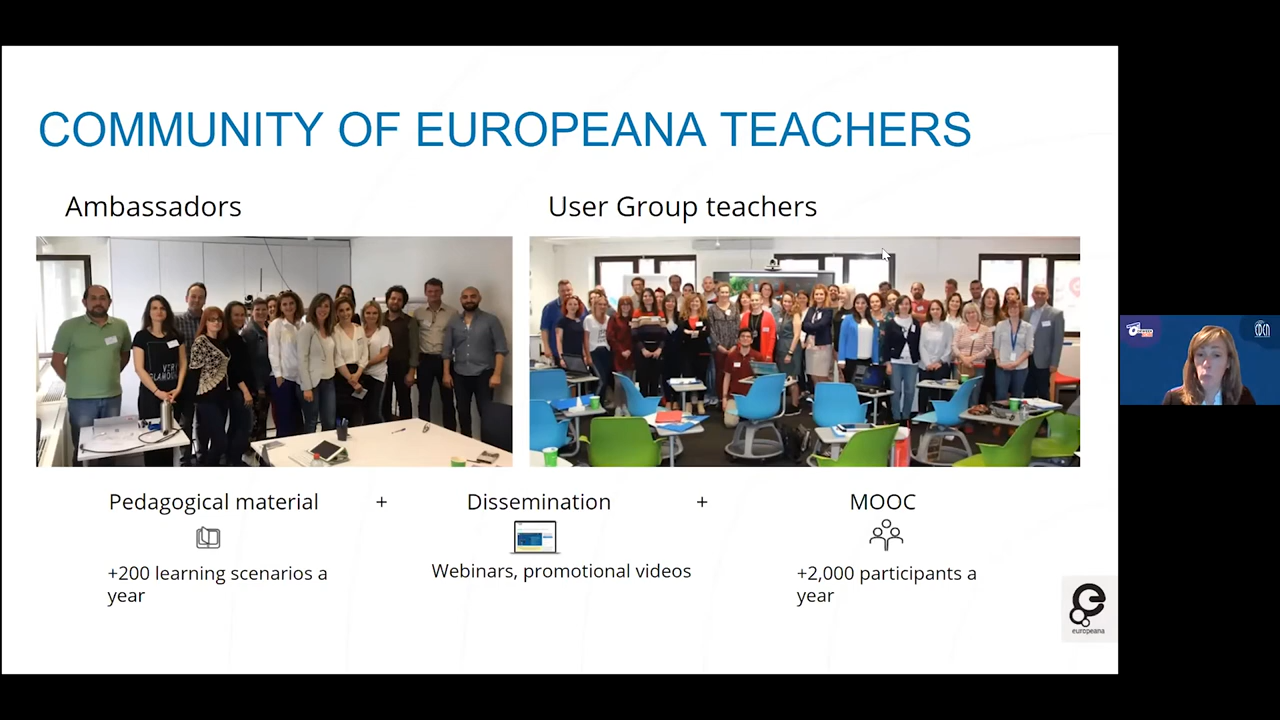 COMMUNITY OF EUROPEANA TEACHERS
Ambassadors
User Group teachers
Pedagogical material
+
Dissemination
+
MOOC
+200 learning scenarios a
year
Webinars, promotional videos
+2,000 participants a
year
europeana